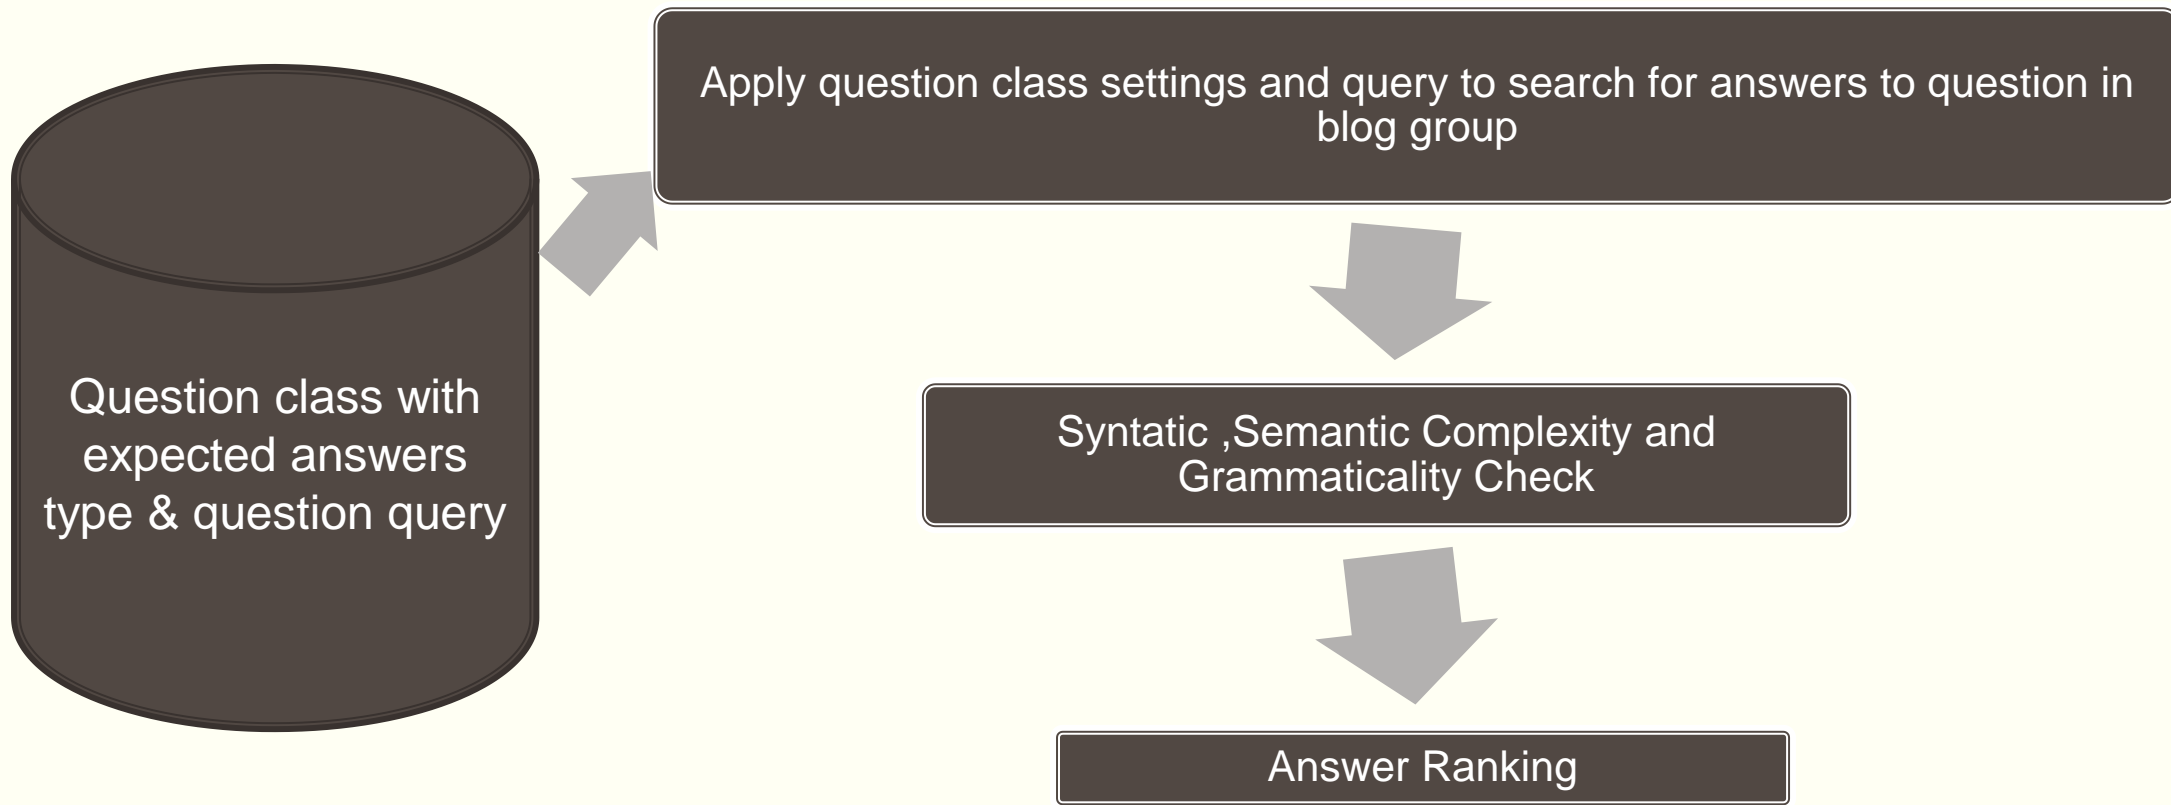 Apply question class settings and query to search for answers to question in
blog group
Question class with
expected answers
type & question query
Syntatic ,Semantic Complexity and
Grammaticality Check
Answer Ranking